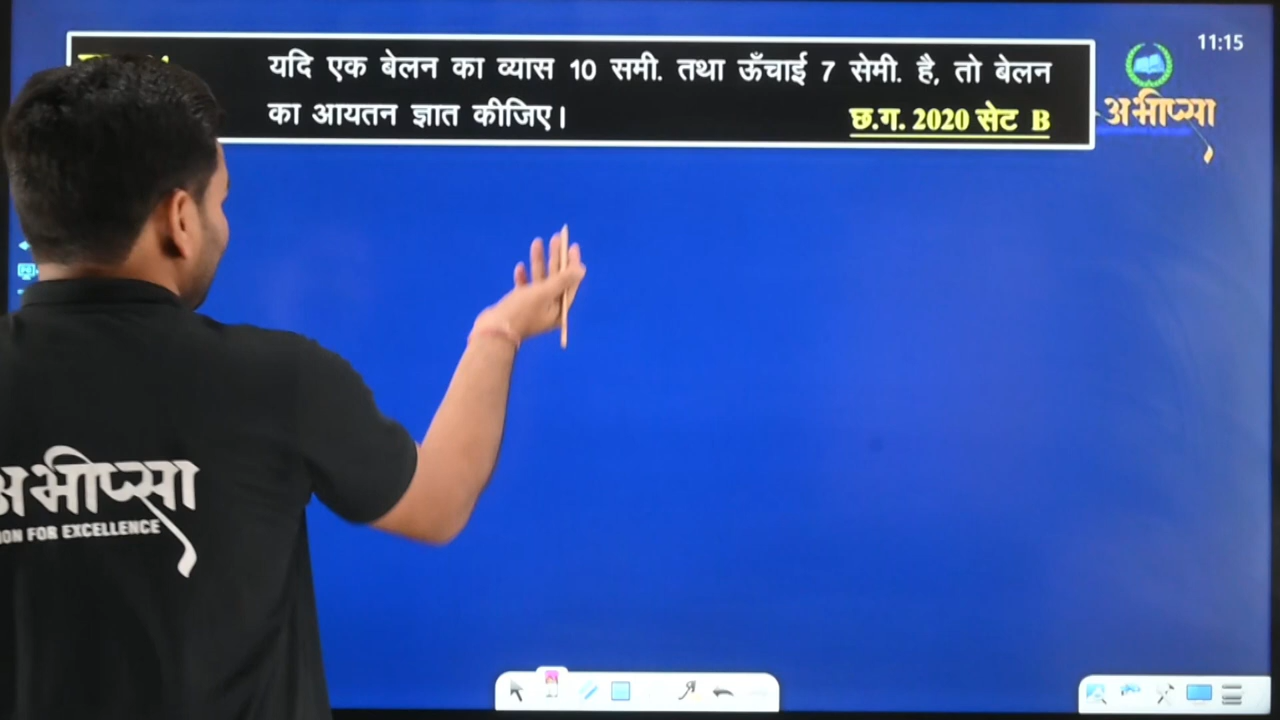 11:15
यदि एक बेलन का व्यास 10 समी. तथा ऊँचाई 7 सेमी. है, तो बेलन
का आयतन ज्ञात कीजिए।
छ.ग. 2020 सेट B
अभीप्सा
अभीप्सा
ION FOR EXCELLENCE